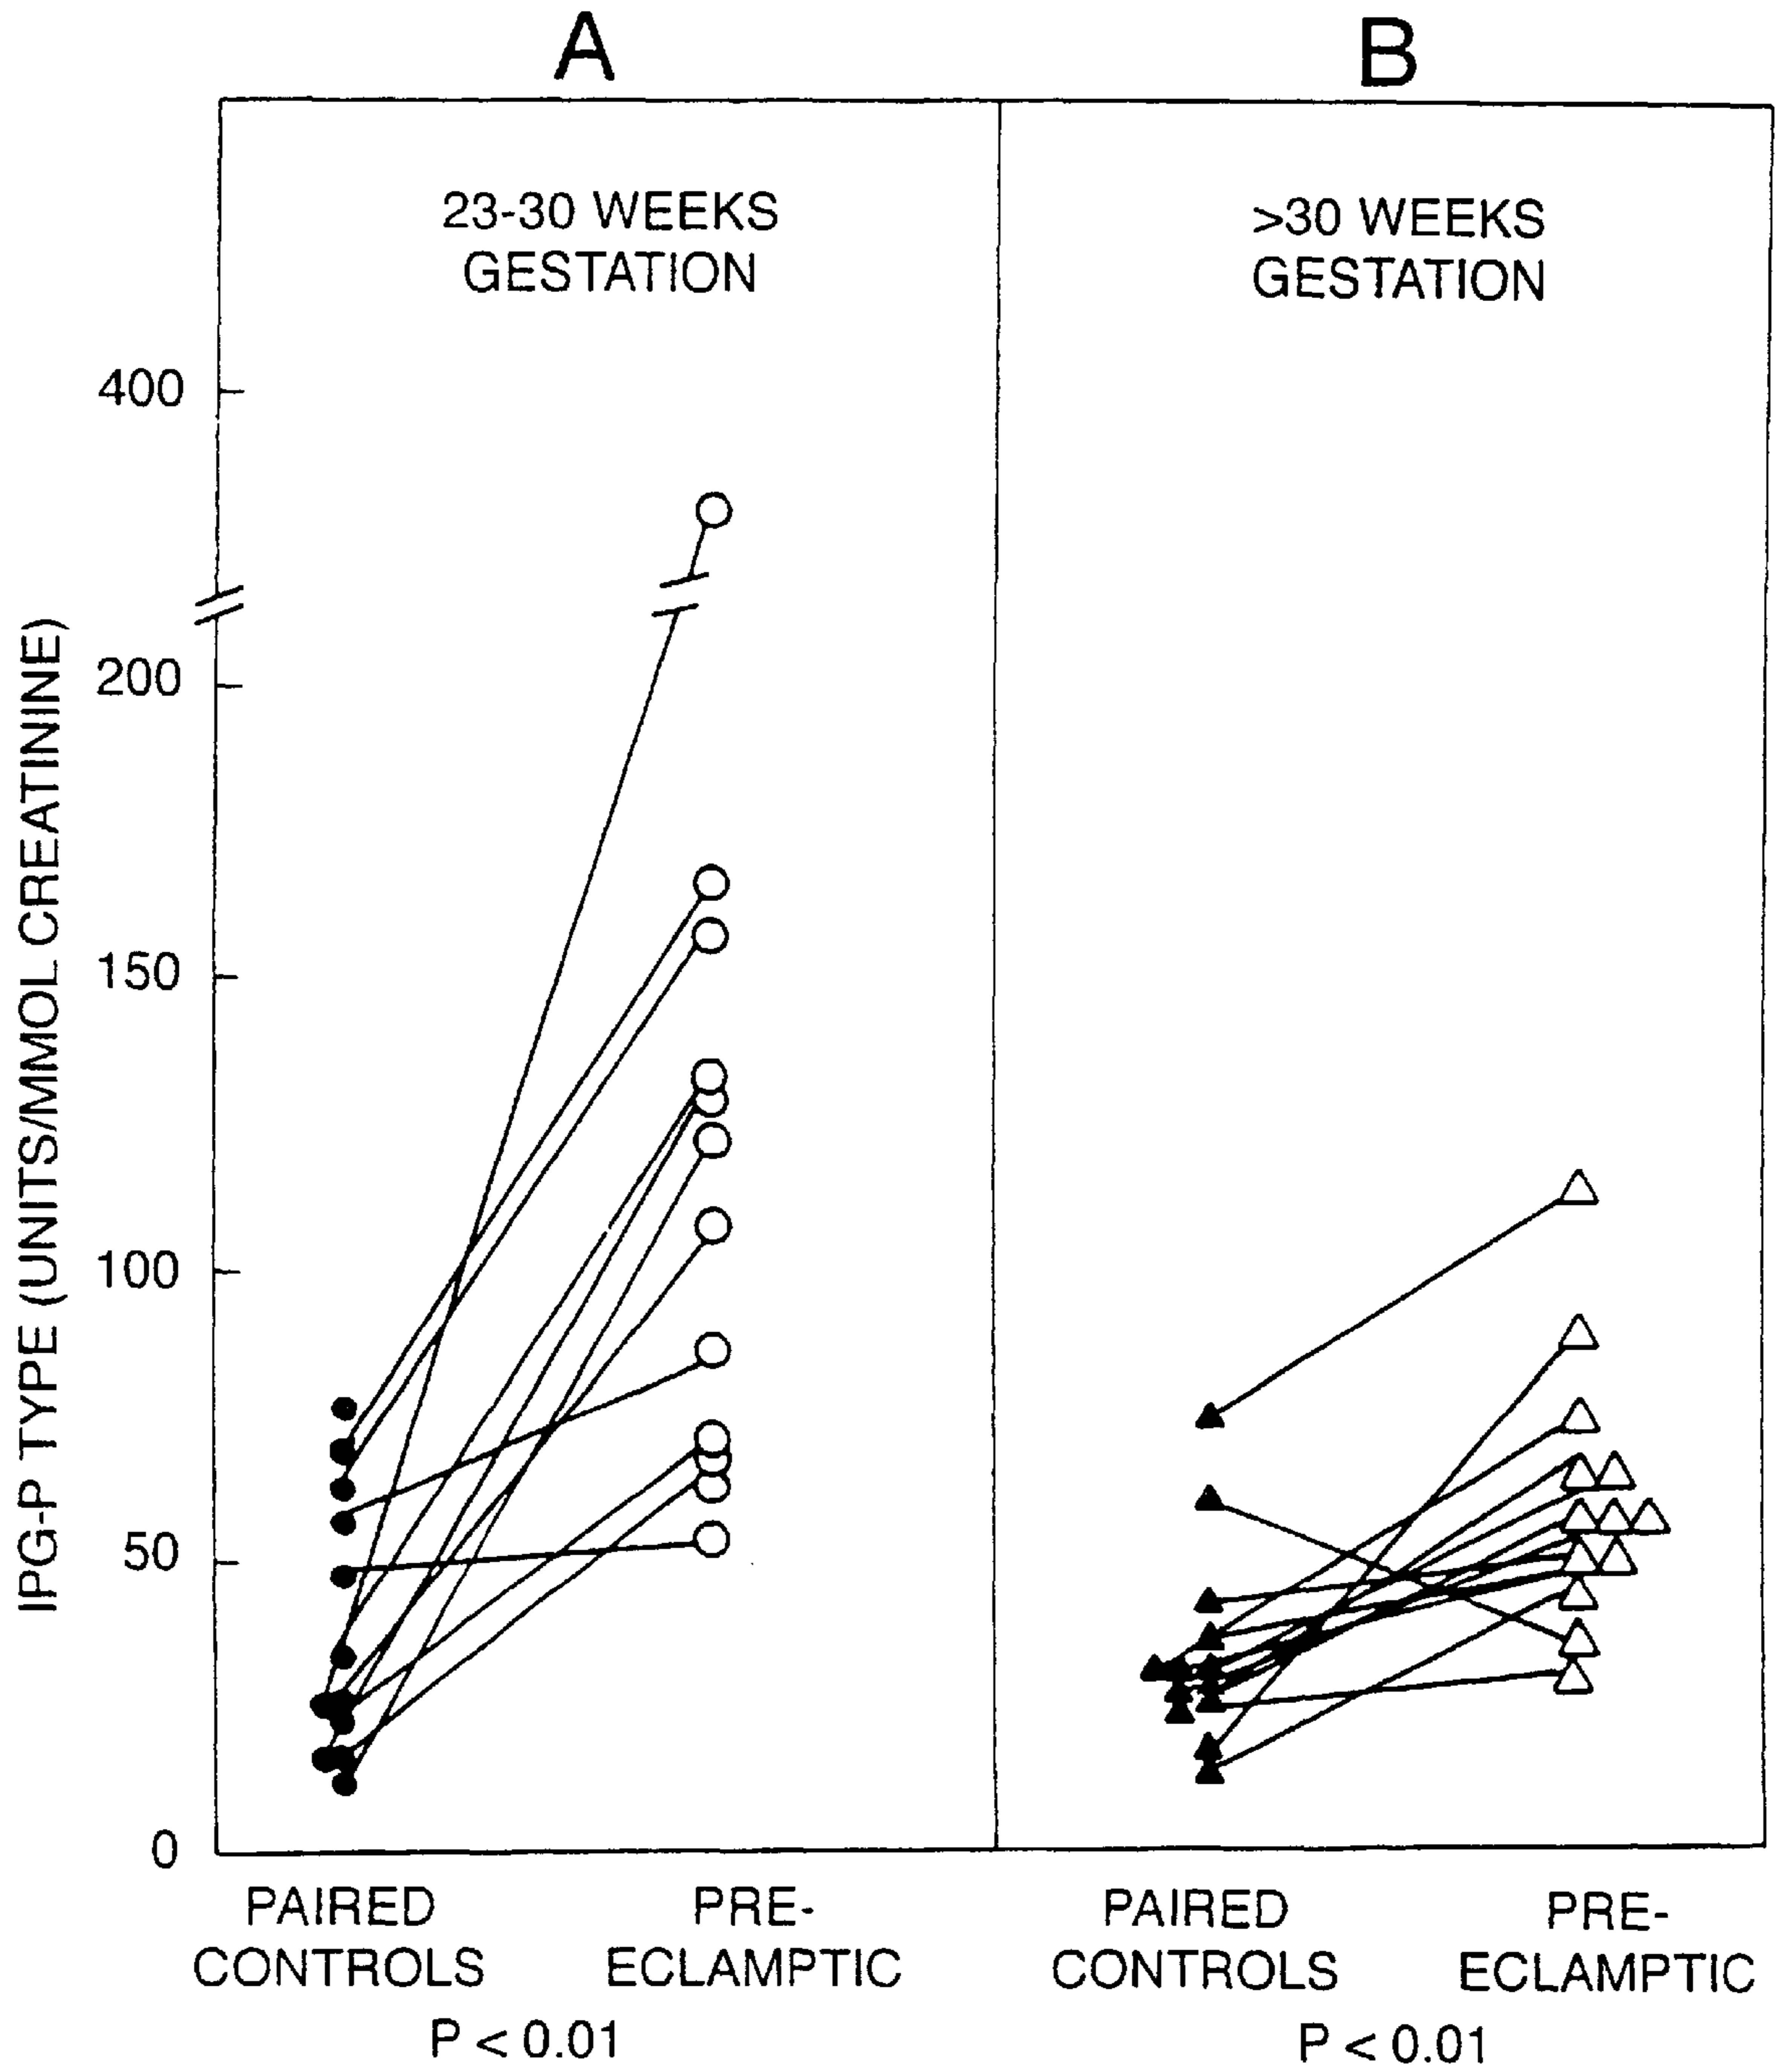 A
B
23-30 WEEKS
GESTATION
>30 WEEKS
GESTATION
IPG-P TYPE (UNITS/MMOL CREATININE)
400
200
150
100
50
0
PAIRED
CONTROLS
PRE-
ECLAMPTIC
P < 0.01
PAIRED
CONTROLS
PRE-
ECLAMPTIC
P < 0.01